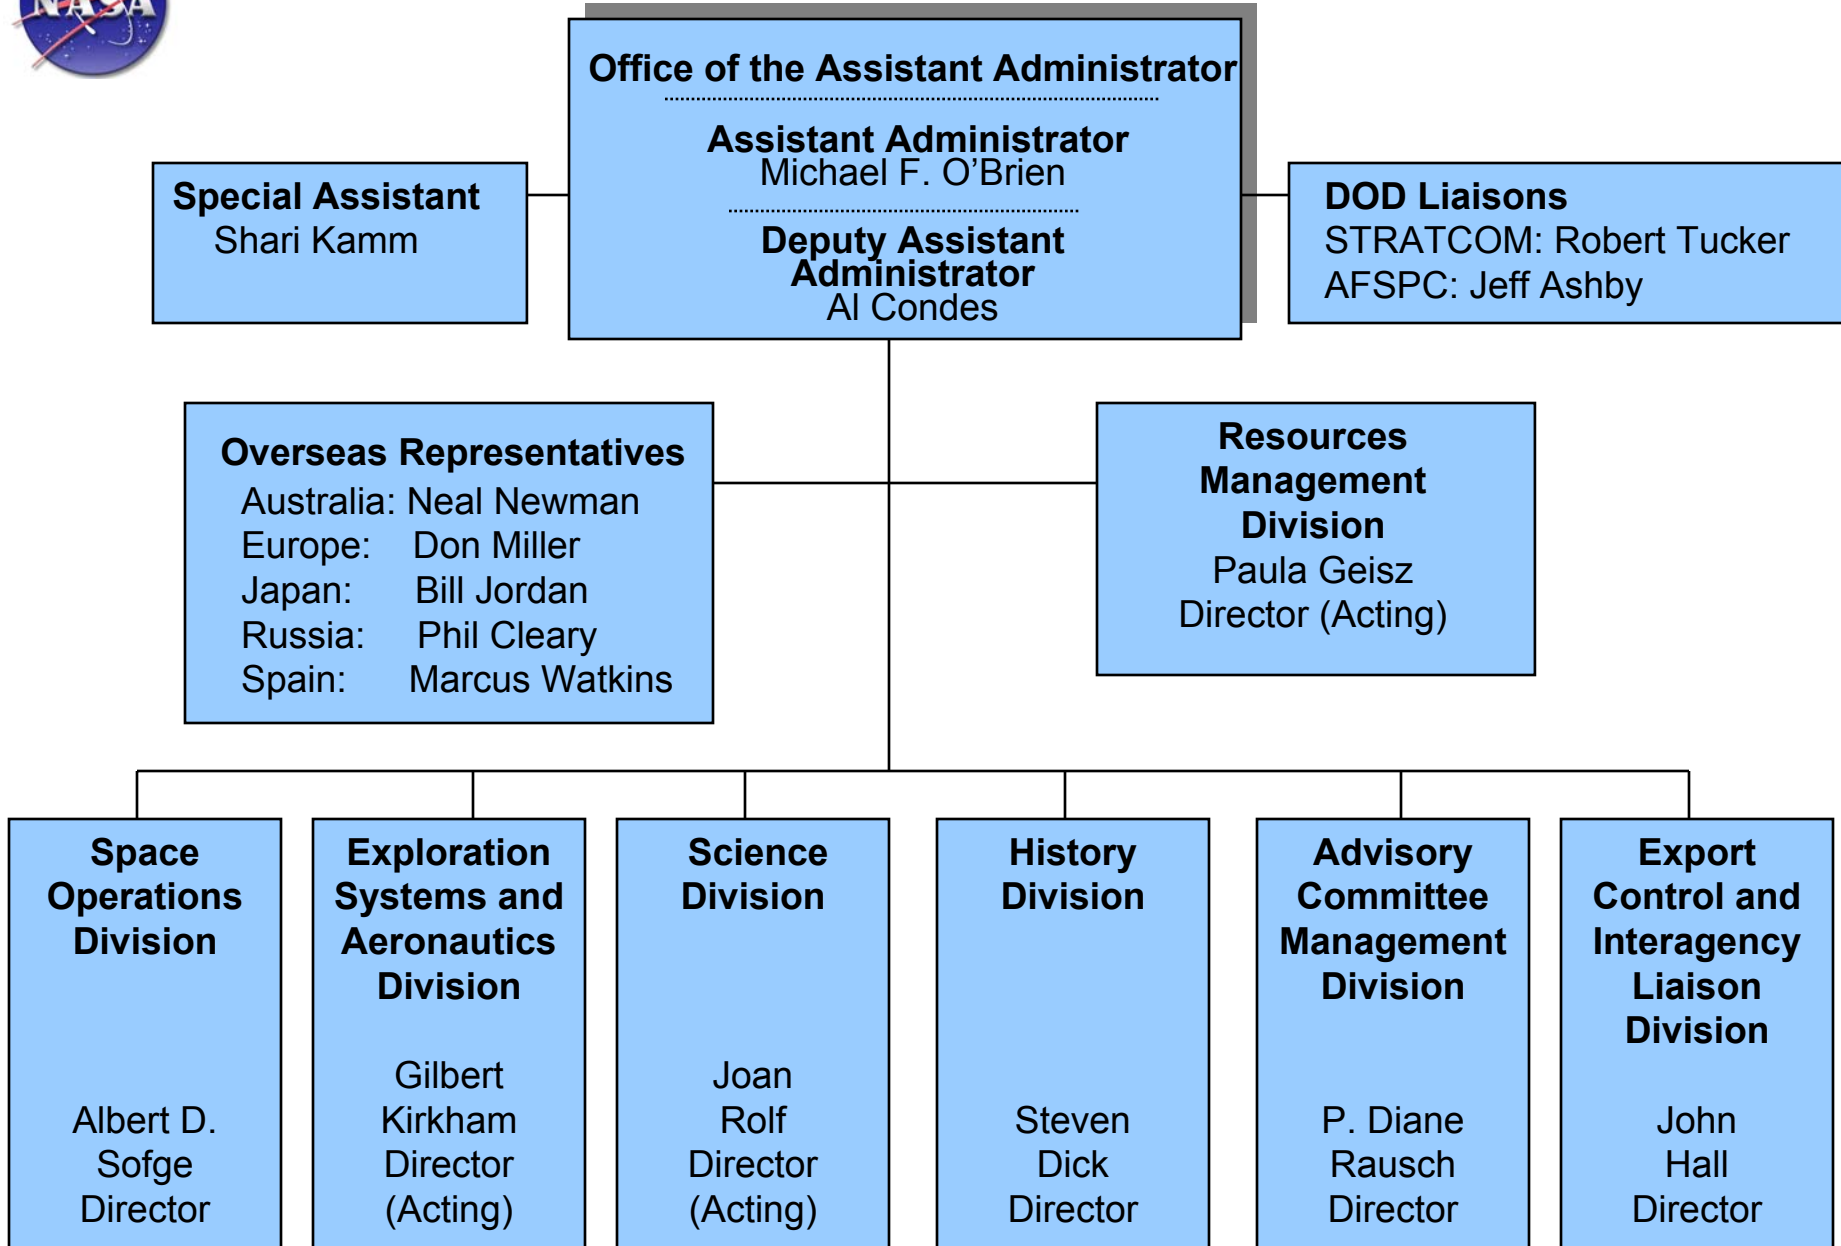 NASA
Office of the Assistant Administrator
Assistant Administrator
Michael F. O’Brien
Deputy Assistant
Administrator
Al Condes
Special Assistant
Shari Kamm
DOD Liaisons
STRATCOM: Robert Tucker
AFSPC: Jeff Ashby
Overseas Representatives
Australia: Neal Newman
Europe: Don Miller
Japan: Bill Jordan
Russia: Phil Cleary
Spain: Marcus Watkins
Resources
Management
Division
Paula Geisz
Director (Acting)
Space
Operations
Division
Albert D.
Sofge
Director
Exploration
Systems and
Aeronautics
Division
Gilbert
Kirkham
Director
(Acting)
Science
Division
Joan
Rolf
Director
(Acting)
History
Division
Steven
Dick
Director
Advisory
Committee
Management
Division
P. Diane
Rausch
Director
Export
Control and
Interagency
Liaison
Division
John
Hall
Director